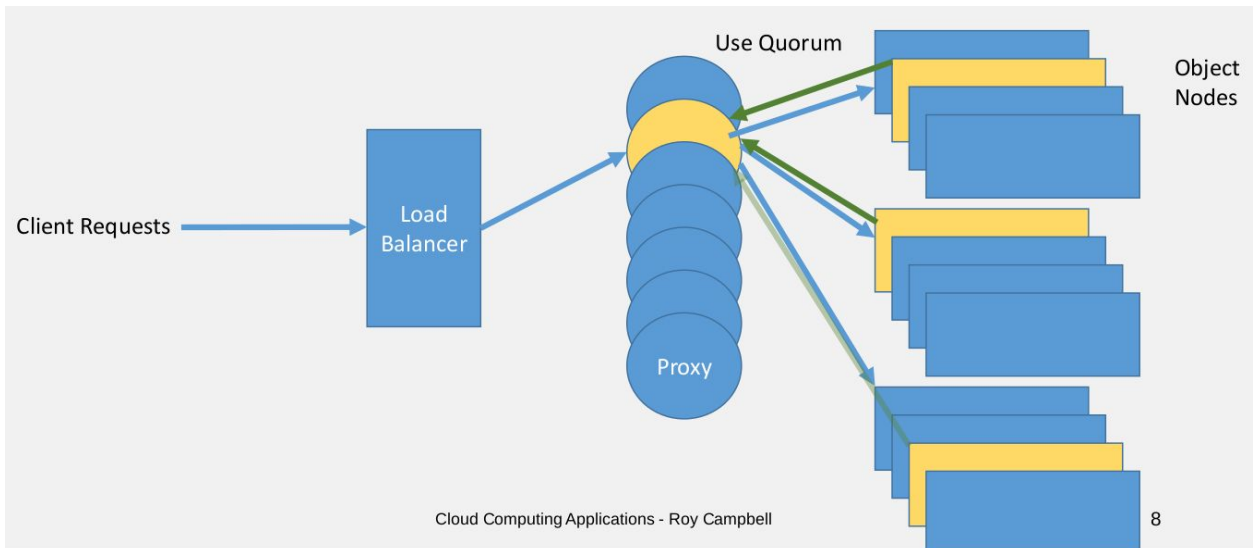 Use Quorum
Object
Nodes
Client Requests
Load
Balancer
Proxy
Cloud Computing Applications - Roy Campbell
8